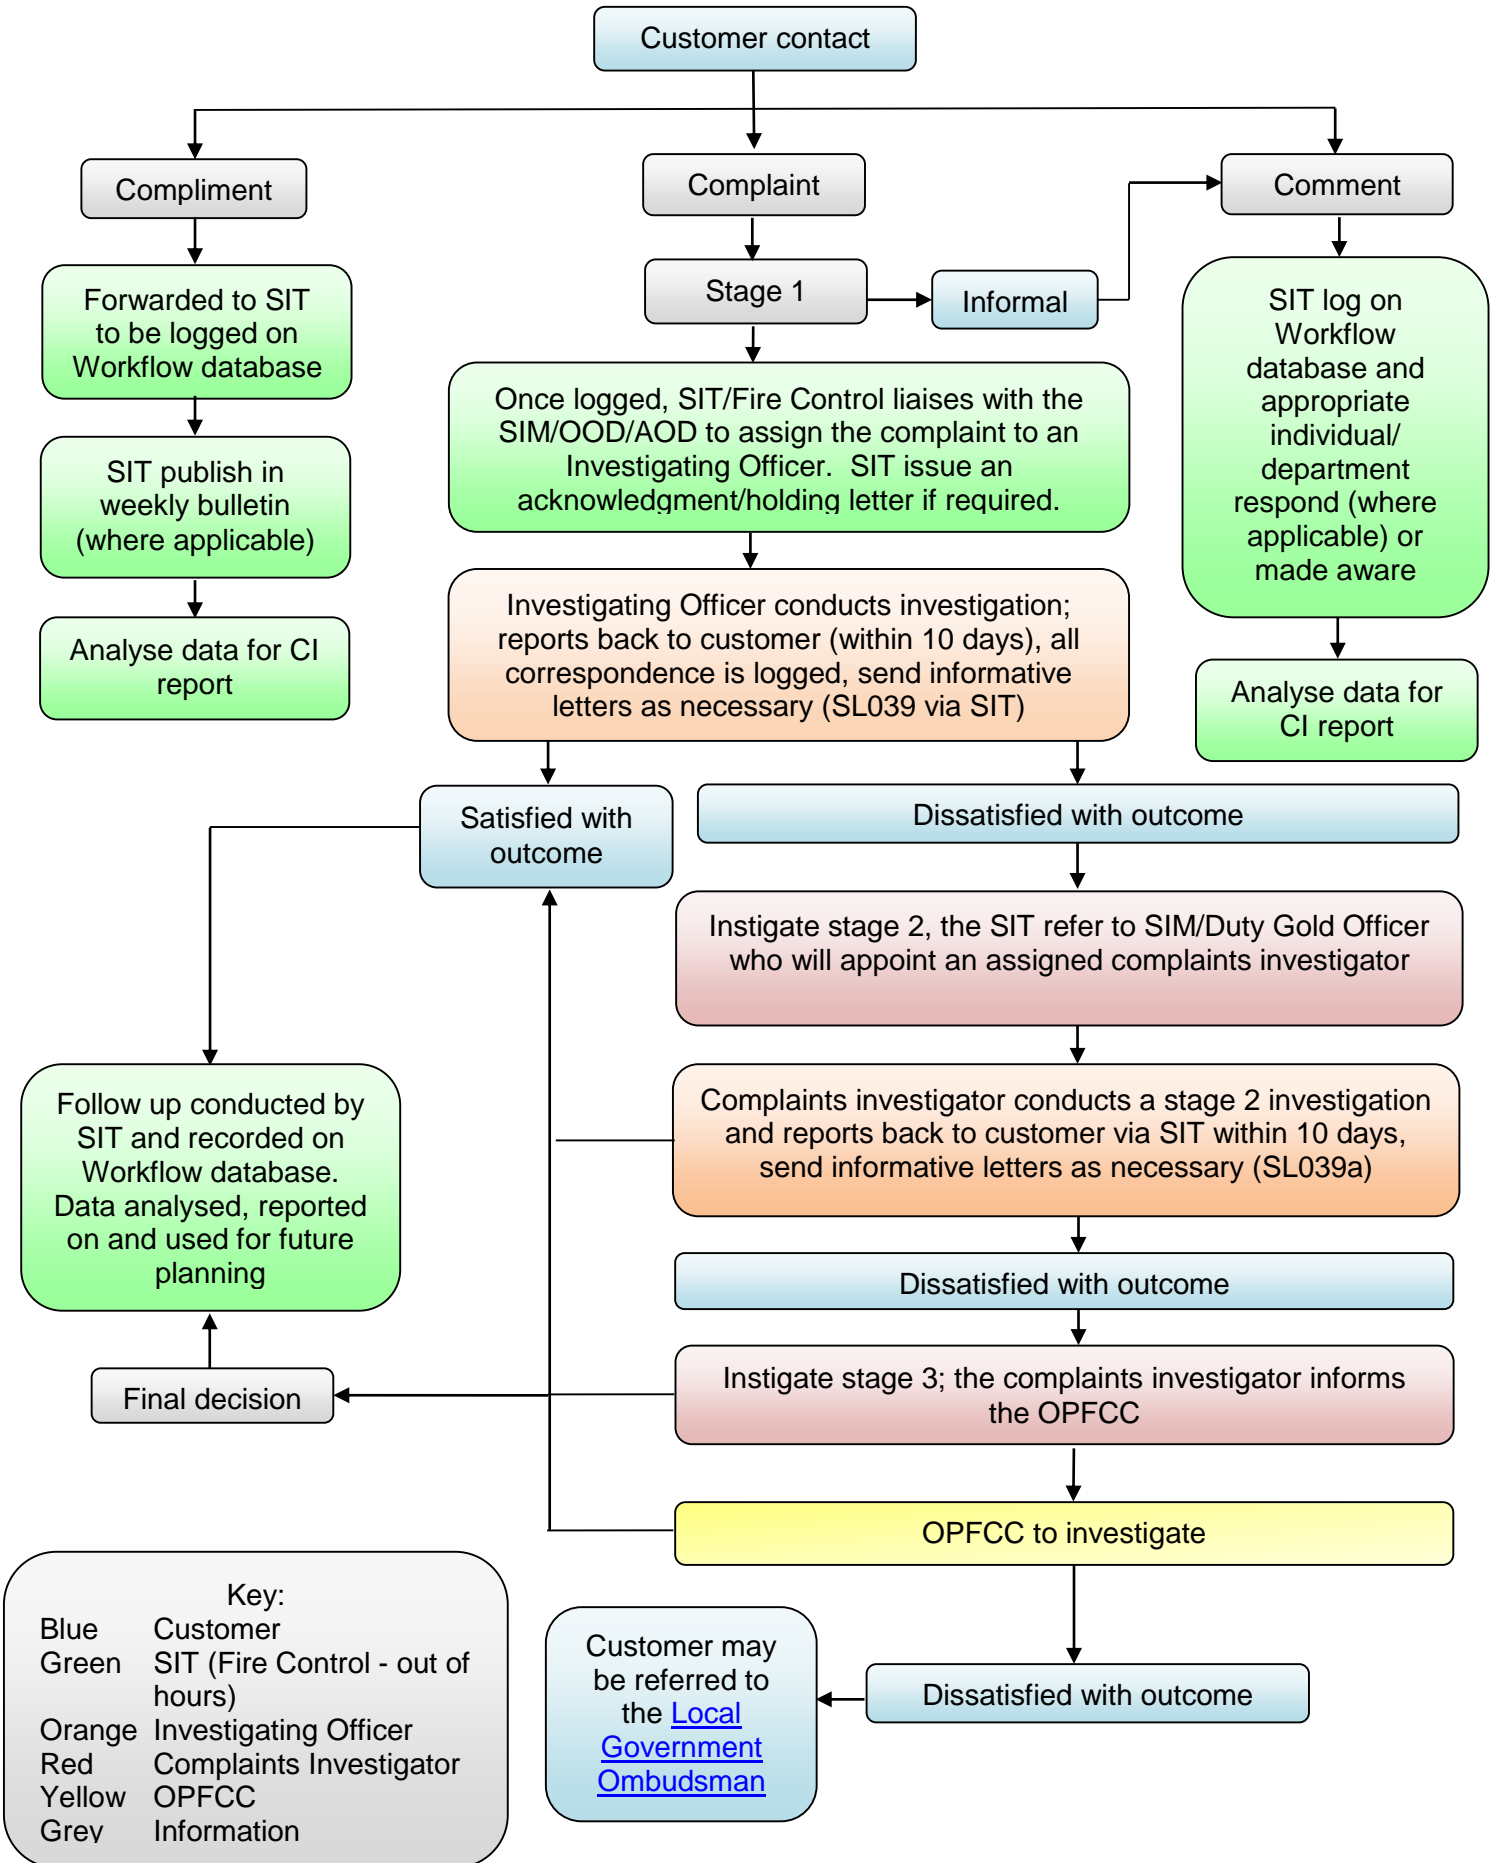 Customer contact
Compliment
Complaint
Comment
Forwarded to SIT
to be logged on
Workflow database
Stage 1
Informal
SIT log on
Workflow
database and
appropriate
individual/
department
respond (where
applicable) or
made aware
Once logged, SIT/Fire Control liaises with the
SIM/OOD/AOD to assign the complaint to an
Investigating Officer. SIT issue an
acknowledgment/holding letter if required.
SIT publish in
weekly bulletin
(where applicable)
Investigating Officer conducts investigation;
reports back to customer (within 10 days), all
correspondence is logged, send informative
letters as necessary (SL039 via SIT)
Analyse data for CI
report
Analyse data for
CI report
Satisfied with
outcome
Dissatisfied with outcome
Instigate stage 2, the SIT refer to SIM/Duty Gold Officer
who will appoint an assigned complaints investigator
Follow up conducted by
SIT and recorded on
Workflow database.
Data analysed, reported
on and used for future
planning
Complaints investigator conducts a stage 2 investigation
and reports back to customer via SIT within 10 days,
send informative letters as necessary (SL039a)
Dissatisfied with outcome
Final decision
Instigate stage 3; the complaints investigator informs
the OPFCC
OPFCC to investigate
Key:
Blue Customer
Green SIT (Fire Control - out of
hours)
Orange Investigating Officer
Red Complaints Investigator
Yellow OPFCC
Grey Information
Customer may
be referred to
the Local
Government
Ombudsman
Dissatisfied with outcome